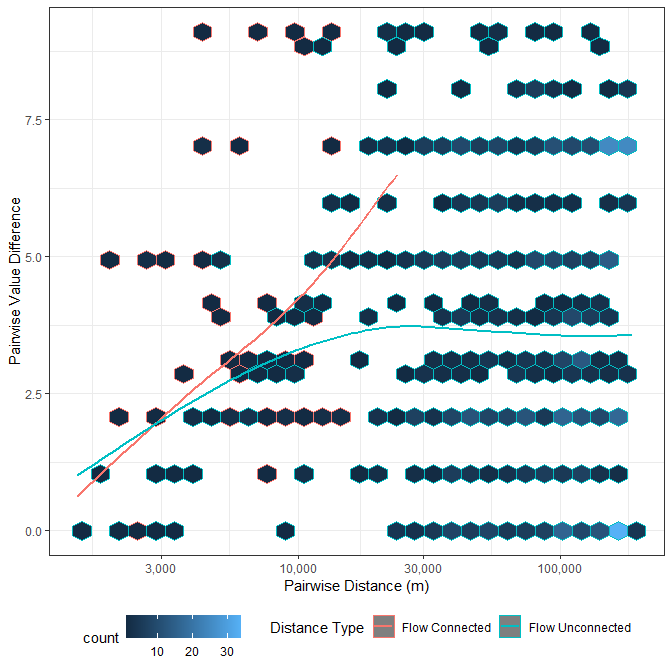 7.5
5.0
2.5
0.0
Pairwise Value Difference
3,000
10,000
30,000
100,000
Pairwise Distance (m)
count
10
20
30
Distance Type
Flow Connected
Flow Unconnected